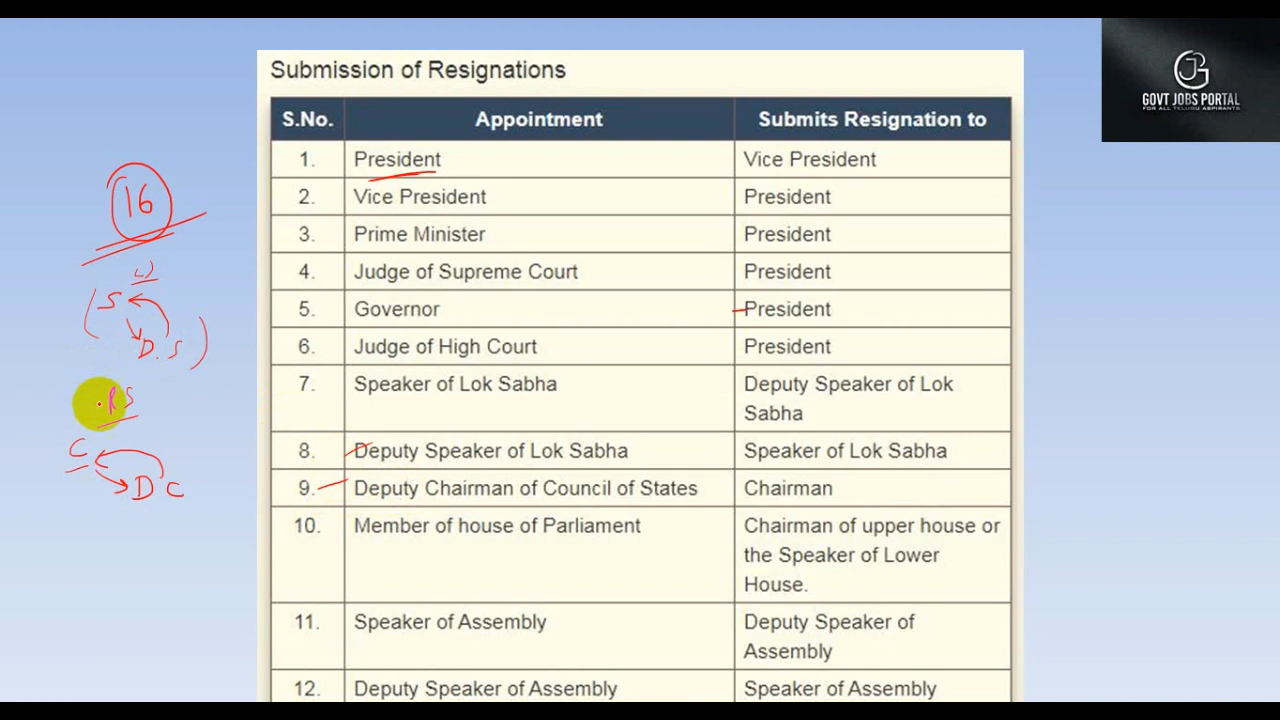 Submission of Resignations
S.No. Appointment Submits Resignation to
1. President Vice President
2. Vice President President
3. Prime Minister President
4. Judge of Supreme Court President
5. Governor President
6. Judge of High Court President
7. Speaker of Lok Sabha Deputy Speaker of Lok
Sabha
8. Deputy Speaker of Lok Sabha Speaker of Lok Sabha
9. Deputy Chairman of Council of States Chairman
10. Member of house of Parliament Chairman of upper house or
the Speaker of Lower
House.
11. Speaker of Assembly Deputy Speaker of
Assembly
12. Deputy Speaker of Assembly Speaker of Assembly
16
S
D.S
RS
C
D C
GOVT JOBS PORTAL
FOR ALL TELUGU ASPIRANTS